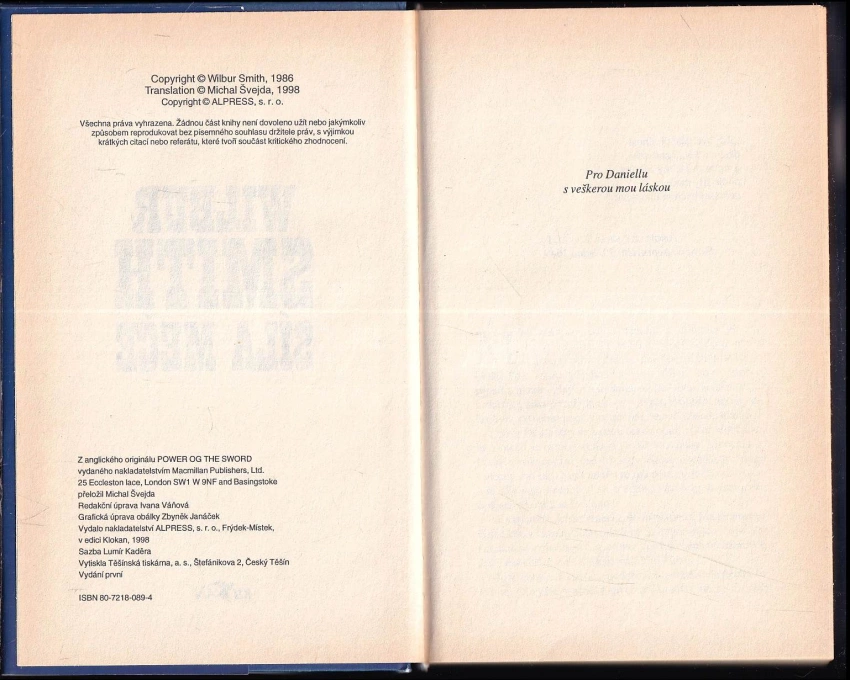 Copyright © Wilbur Smith, 1986
Translation © Michal Švejda, 1998
Copyright © ALPRESS, s. r. o.
Všechna práva vyhrazena. Žádnou část knihy není dovoleno užít nebo jakýmkoliv
způsobem reprodukovat bez písemného souhlasu držitele práv, s výjimkou
krátkých citací nebo referátu, které tvoří součást kritického zhodnocení.
WILBUR
SMITH
SÍLA MEČE
Z anglického originálu POWER OG THE SWORD
vydaného nakladatelstvím Macmillan Publishers, Ltd.
25 Eccleston lace, London SW1 W 9NF and Basingstoke
přeložil Michal Švejda
Redakční úprava Ivana Váňová
Grafická úprava obálky Zbyněk Janáček
Vydalo nakladatelství ALPRESS, s. r. o., Frýdek-Místek,
v edici Klokan, 1998
Sazba Lumír Kaděra
Vytiskla Těšínská tiskárna, a. s., Štefánikova 2, Český Těšín
Vydání první
ISBN 80-7218-089-4
Pro Daniellu
s veškerou mou láskou